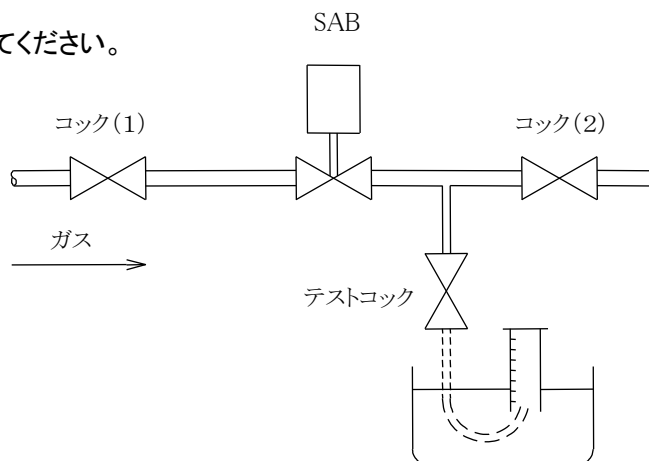 SAB
てください。
コック(1)
コック(2)
ガス
テストコック